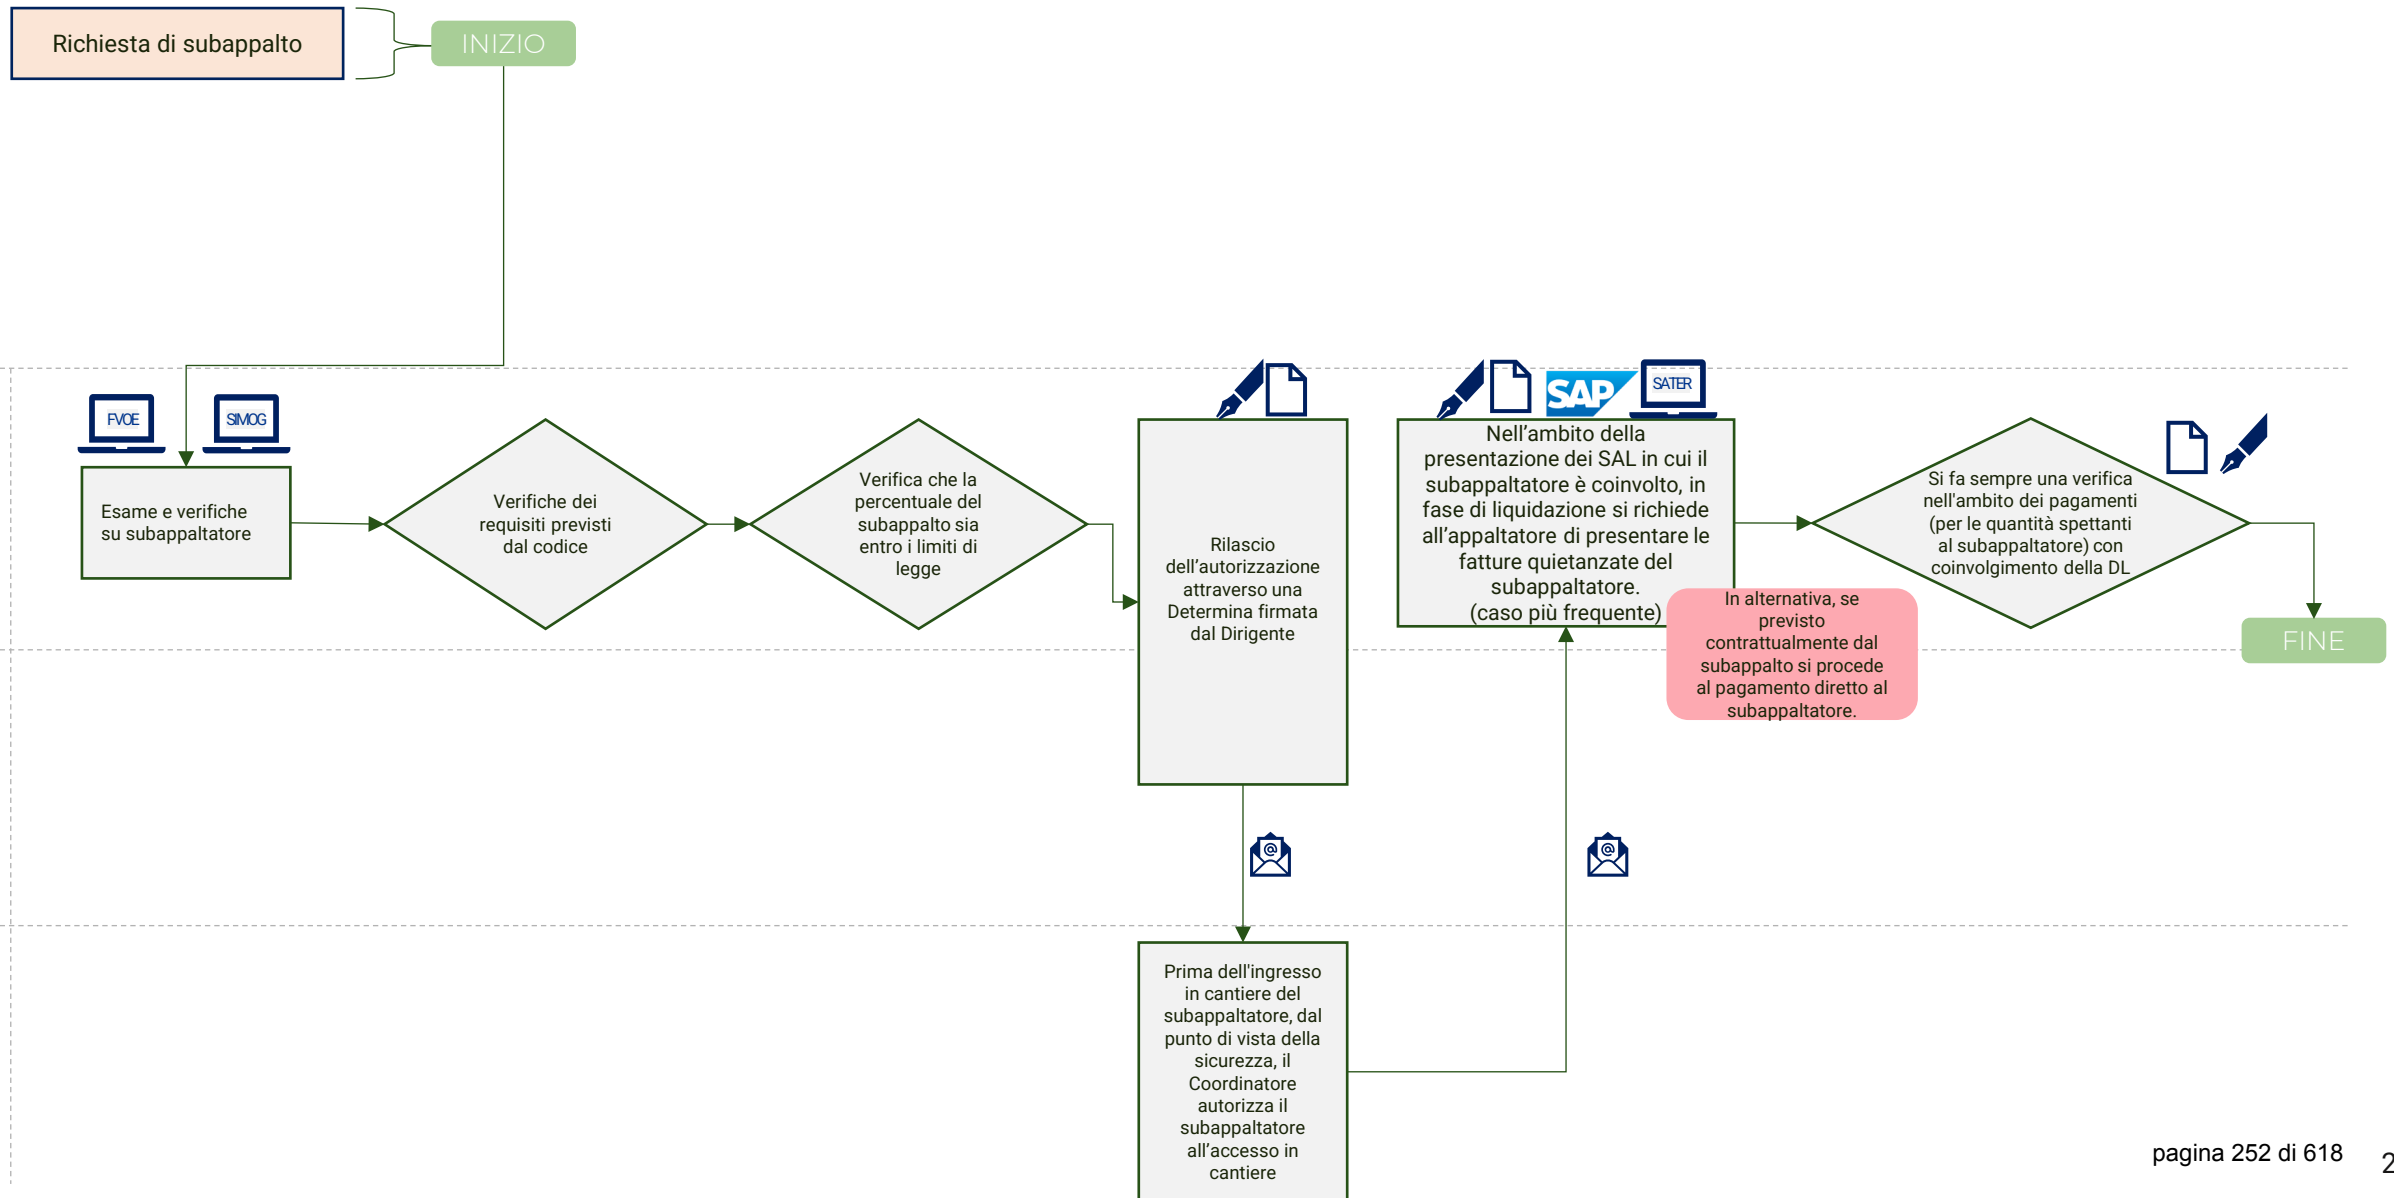 Richiesta di subappalto
INIZIO
FVOE
SIMOG
Esame e verifiche
su subappaltatore
Verifiche dei
requisiti previsti
dal codice
Verifica che la
percentuale del
subappalto sia
entro i limiti di
legge
Rilascio
dell’autorizzazione
attraverso una
Determina firmata
dal Dirigente
SAP
SATER
Nell’ambito della
presentazione dei SAL in cui il
subappaltatore è coinvolto, in
fase di liquidazione si richiede
all’appaltatore di presentare le
fatture quietanzate del
subappaltatore.
(caso più frequente)
In alternativa, se
previsto
contrattualmente dal
subappalto si procede
al pagamento diretto al
subappaltatore.
Si fa sempre una verifica
nell'ambito dei pagamenti
(per le quantità spettanti
al subappaltatore) con
coinvolgimento della DL
FINE
@
@
Prima dell'ingresso
in cantiere del
subappaltatore, dal
punto di vista della
sicurezza, il
Coordinatore
autorizza il
subappaltatore
all’accesso in
cantiere
pagina 252 di 618
2